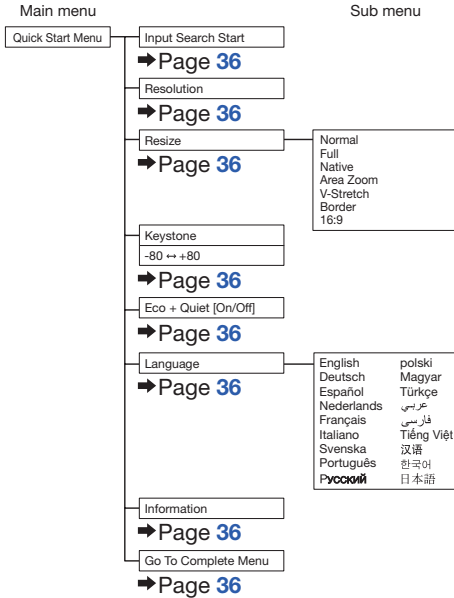 Main menu
Sub menu
Quick Start Menu
Input Search Start
➡Page 36
Resolution
➡Page 36
Resize
➡Page 36
Normal
Full
Native
Area Zoom
V-Stretch
Border
16:9
Keystone
-80 ↔ +80
➡Page 36
Eco + Quiet [On/Off]
➡Page 36
Language
➡Page 36
English polski
Deutsch Magyar
Español Türkçe
Nederlands عربي
Français فارسی
Italiano Tiếng Việt
Svenska 汉语
Português 한국어
Русский 日本語
Information
➡Page 36
Go To Complete Menu
➡Page 36